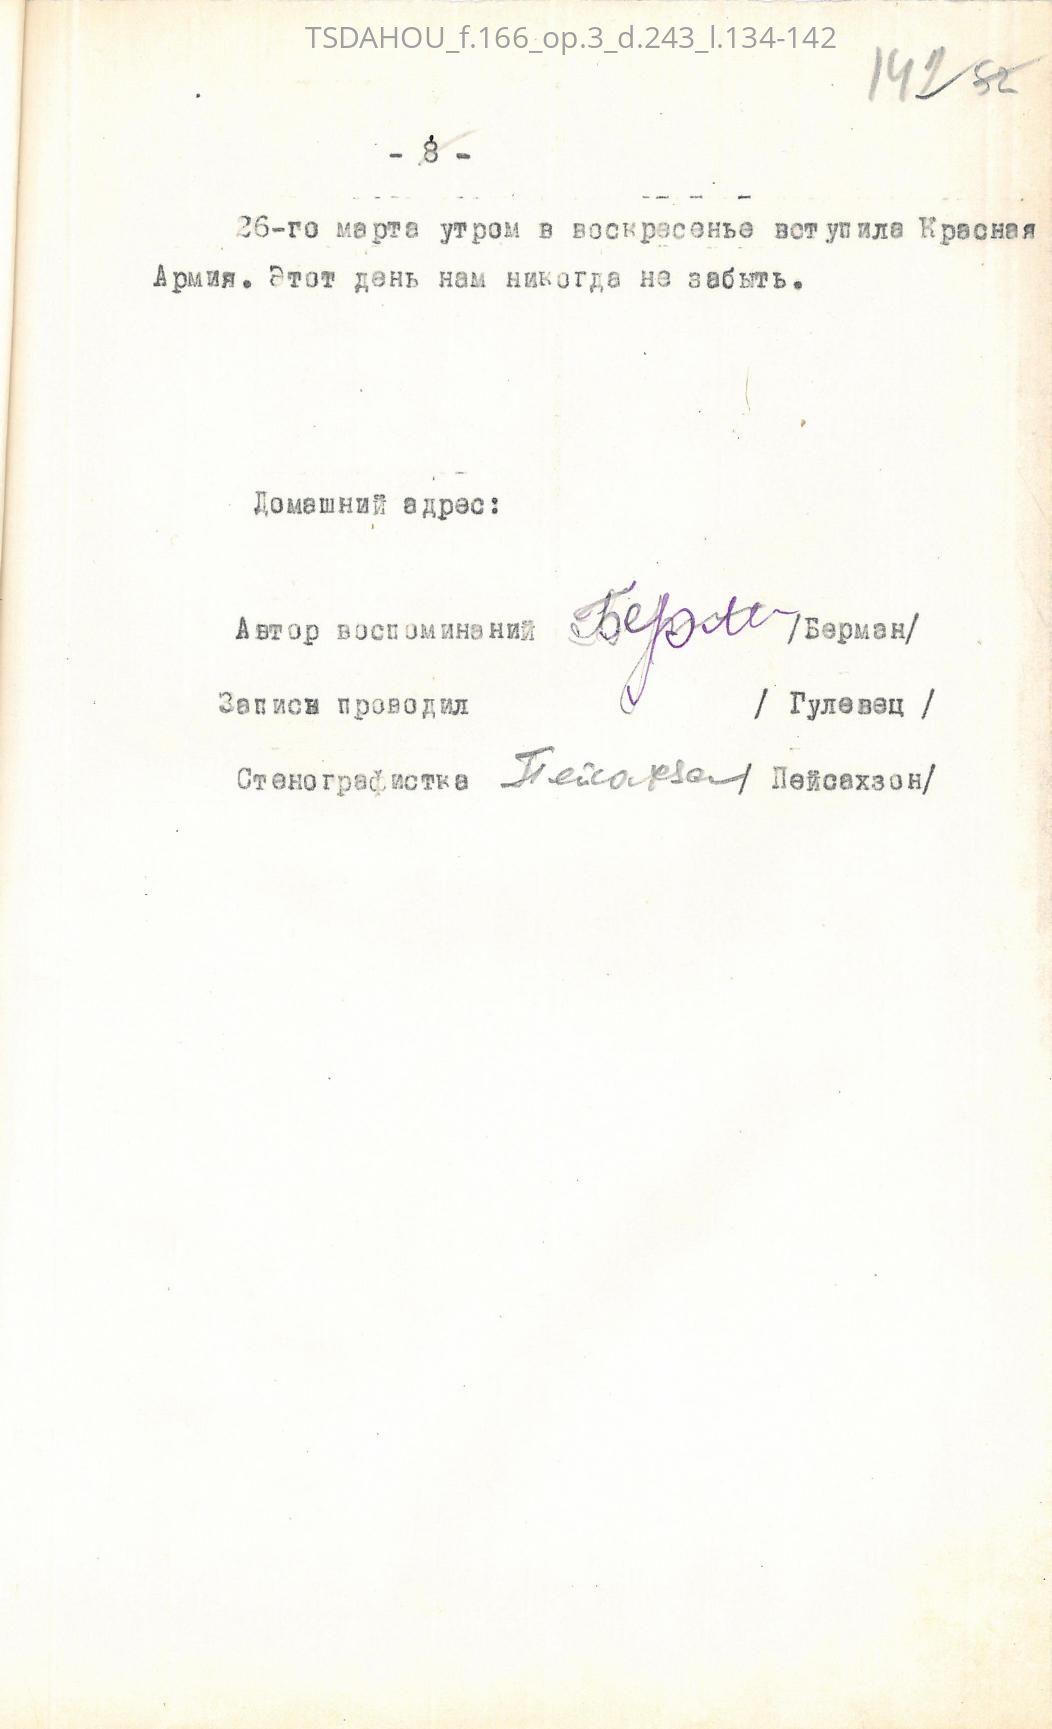 TSDAHOU_f.166_op.3_d.243_l.134-142
142 52
- 8 -
26-го марта утром в воскресенье вступила Красная
Армия. Этот день нам никогда не забыть.
Домашний адрес:
Автор воспоминаний Берман /Берман/
Записи проводил / Гулевец /
Стенографистка Пейсахзон / Пейсахзон/